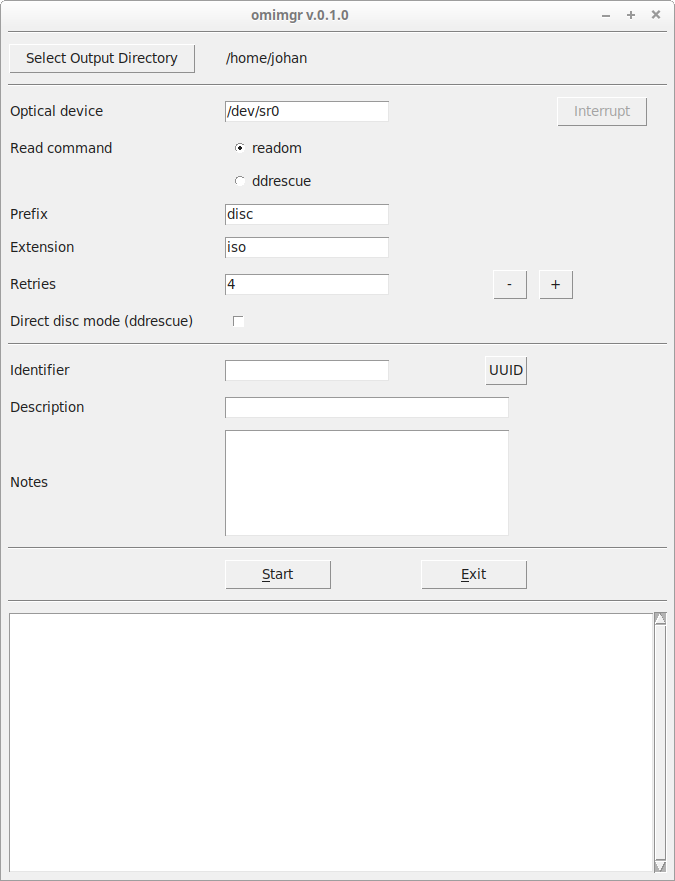 omimgr v.0.1.0
Select Output Directory /home/johan
Optical device /dev/sr0 Interrupt
Read command readom
ddrescue
Prefix disc
Extension iso
Retries 4 - +
Direct disc mode (ddrescue)
Identifier UUID
Description
Notes
Start Exit